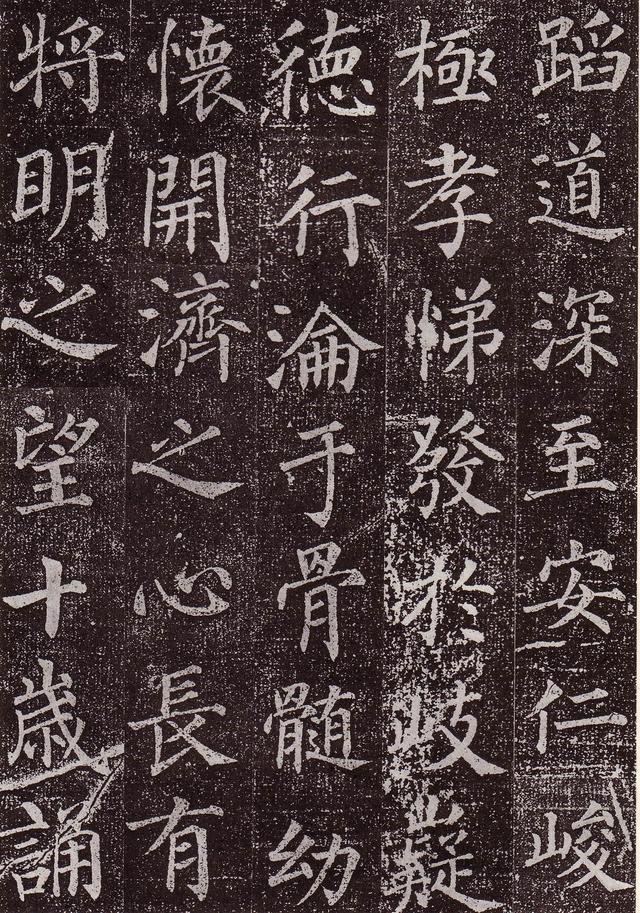 蹈道深至安仁峻
極孝悌發於岐嶷
德行淪于骨髓幼
懷開濟之心長有
將明之望十歲誦